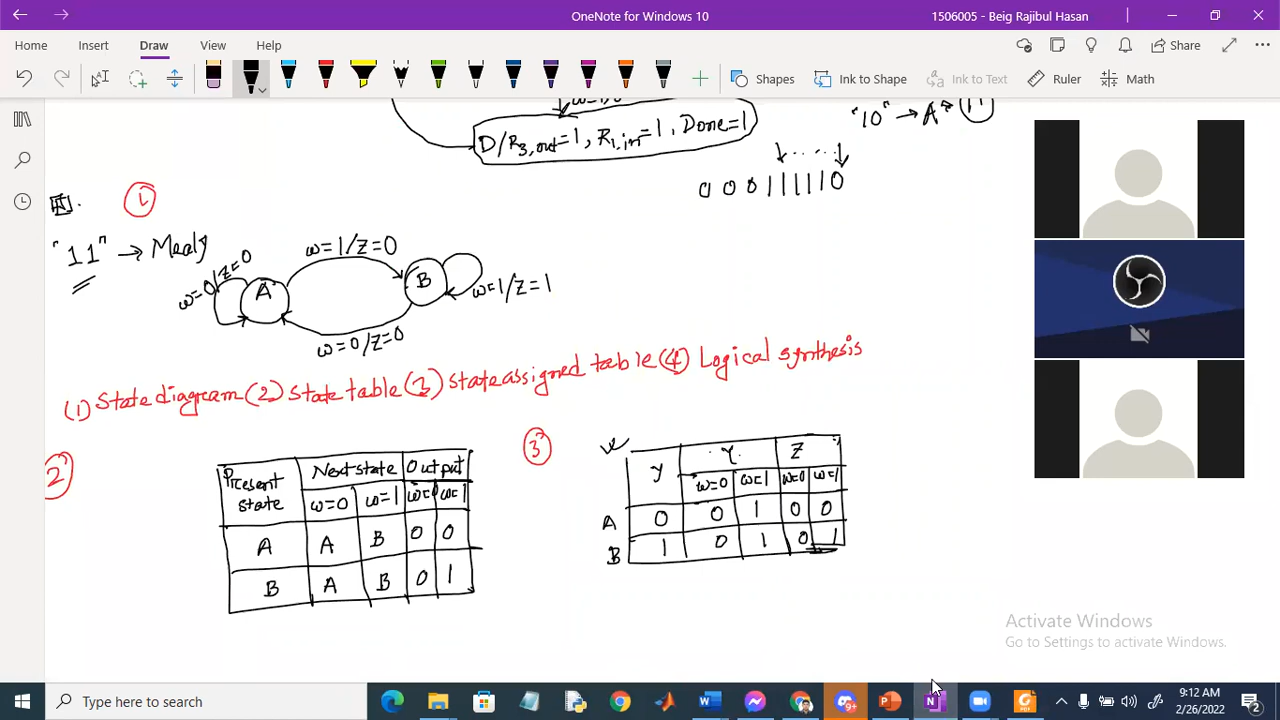 OneNote for Windows 10
1506005 - Beig Rajibul Hasan
Home Insert Draw View Help
Share
Shapes
Ink to Shape
Ink to Text
Ruler
Math
w=1/0
D/R3,out=1, R1,in=1, Done=1
"10" → A → 11
0 0 0 1 1 1 1 1 0
1
"11" → Mealy
w=0/z=0
A
w=1/z=0
B
w=1/z=1
w=0/z=0
(1) State diagram (2) State table (3) State assigned table (4) Logical synthesis
2
Present state Next state Output
w=0 w=1 w=0 w=1
A A B 0 0
B A B 0 1
3
y Y z
w=0 w=1 w=0 w=1
A 0 0 1 0 0
B 1 0 1 0 1
Activate Windows
Go to Settings to activate Windows.
Type here to search
9:12 AM
2/26/2022